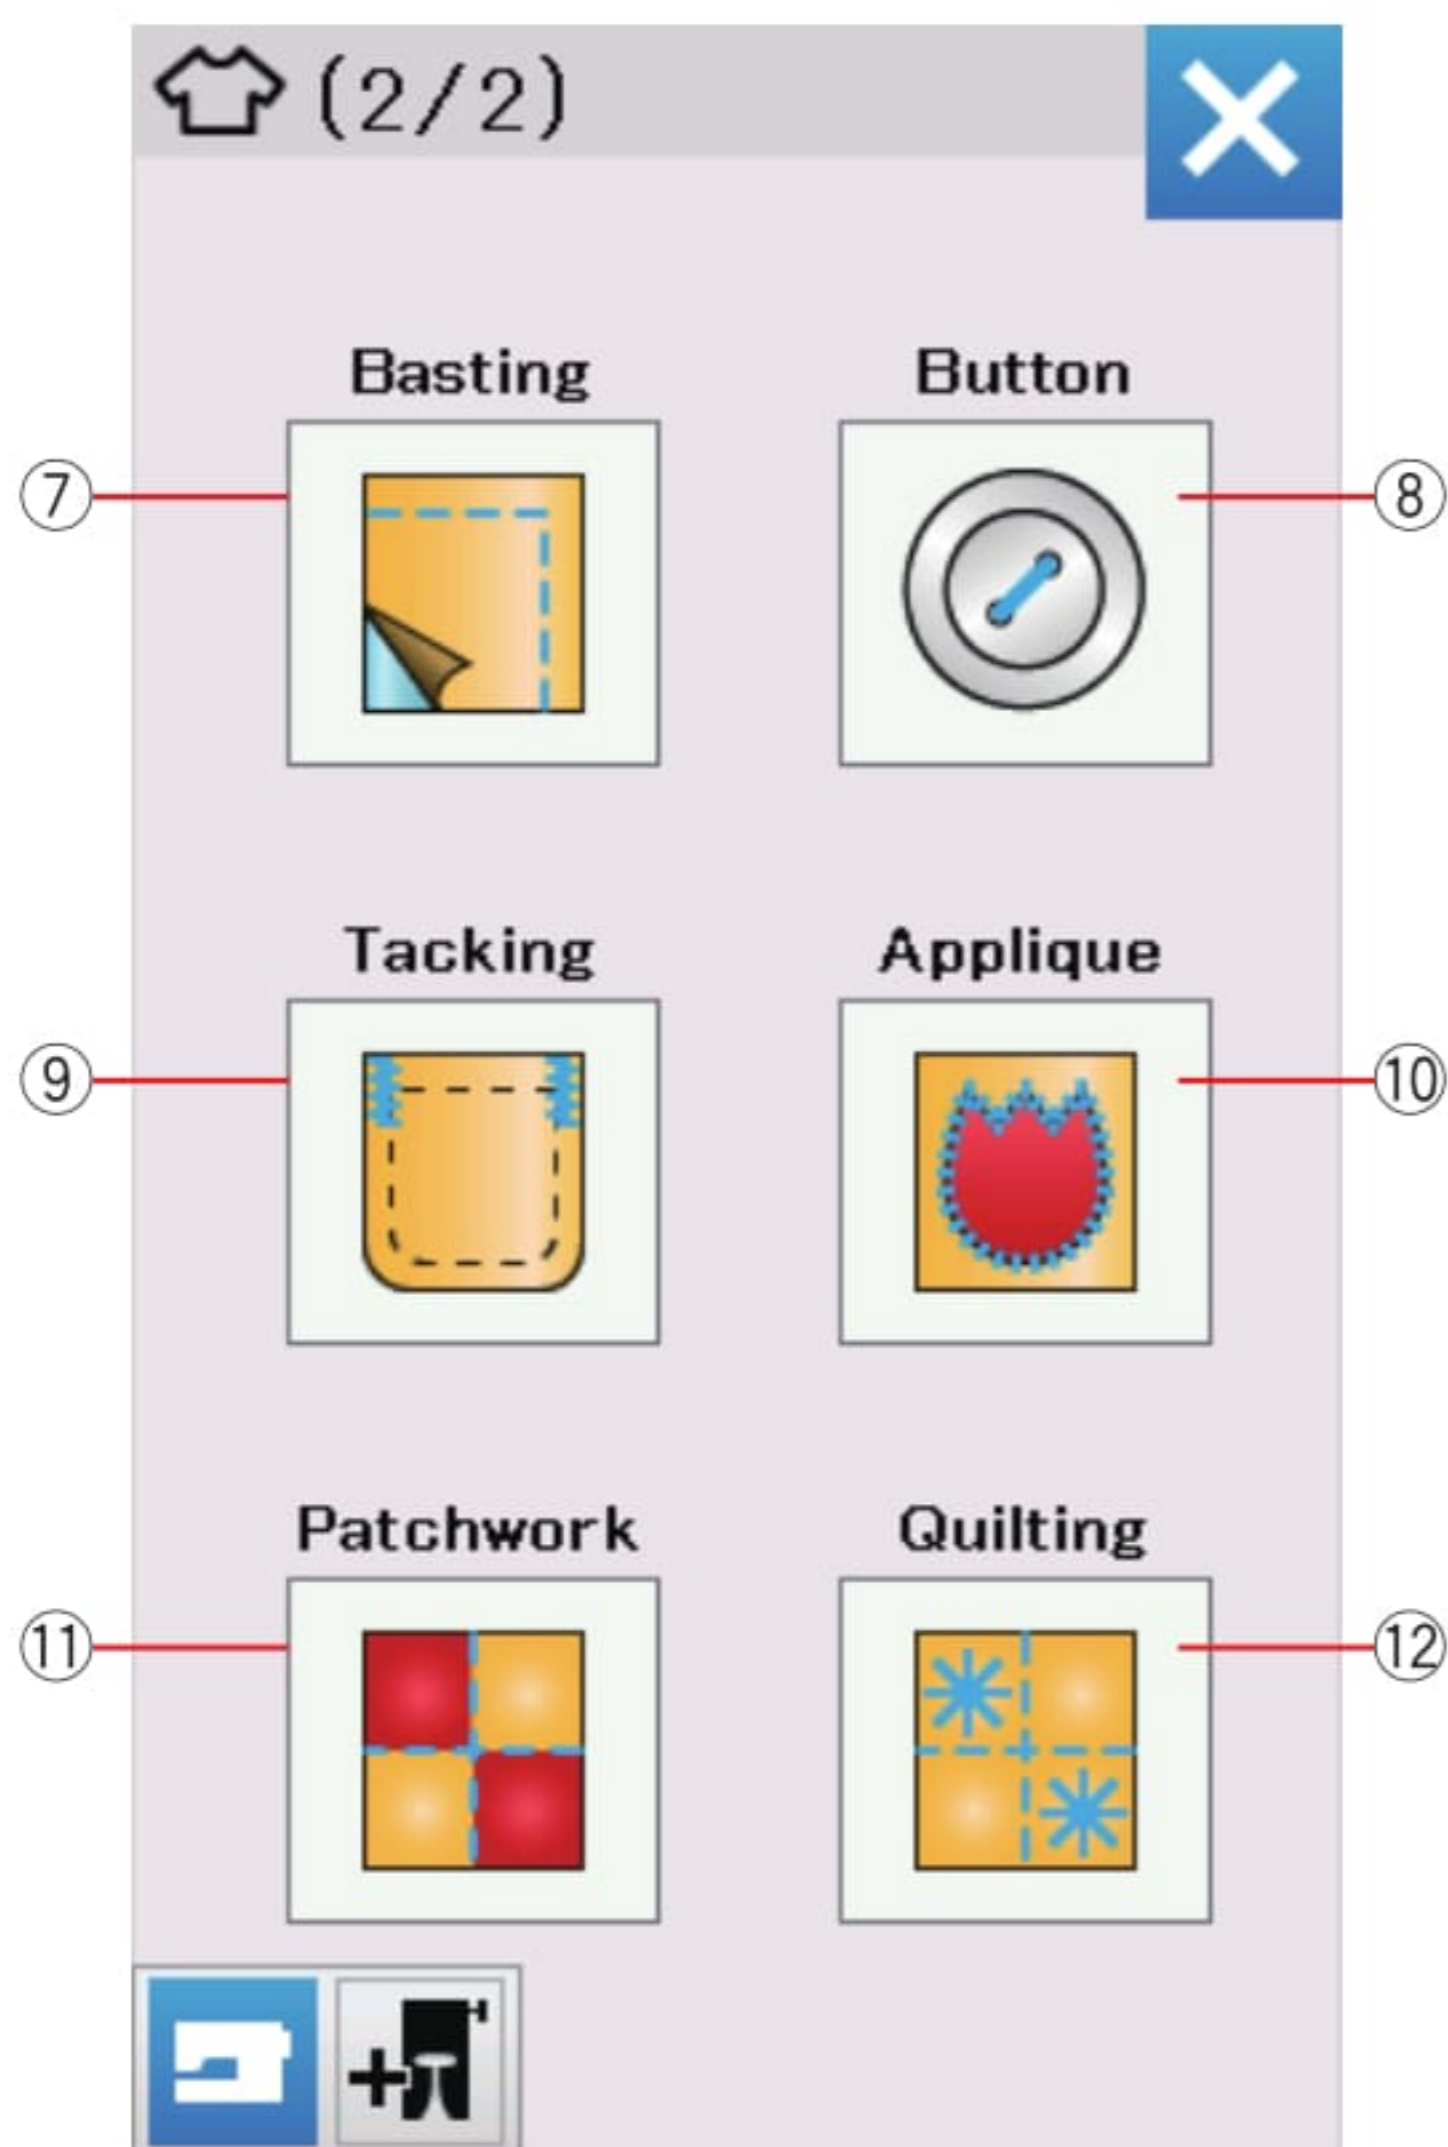 (2/2)
Basting Button
⑦ ⑧
Tacking Applique
⑨ ⑩
Patchwork Quilting
⑪ ⑫